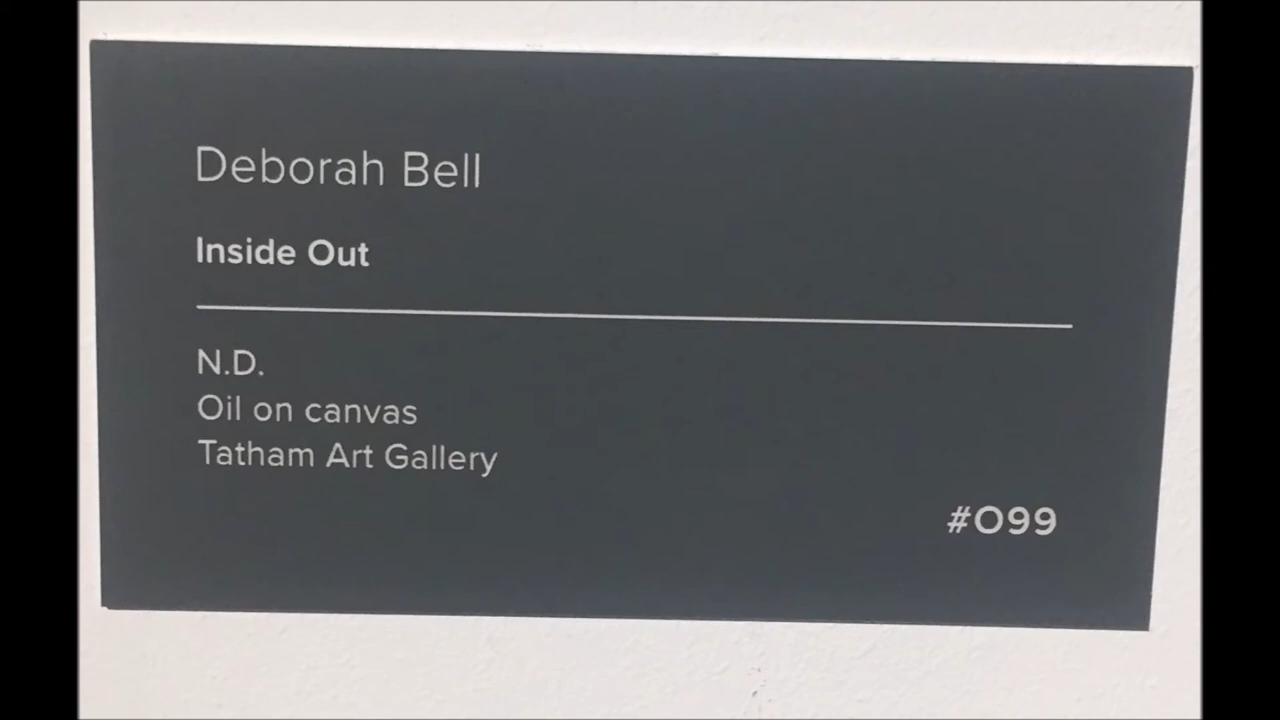 Deborah Bell
Inside Out
N.D.
Oil on canvas
Tatham Art Gallery
#099